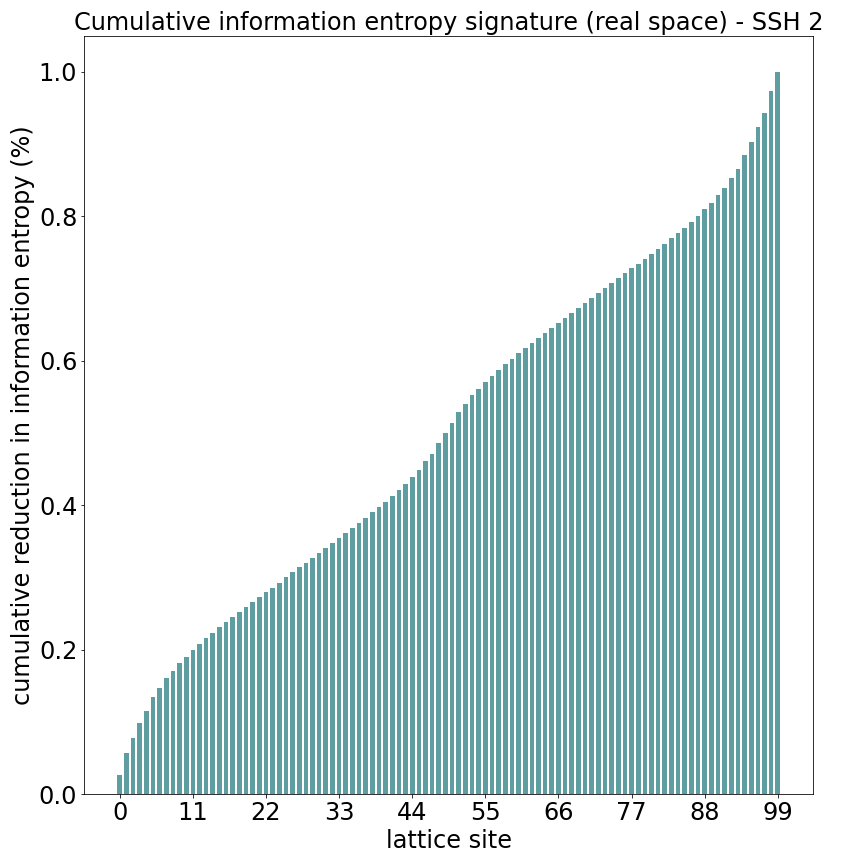 Cumulative information entropy signature (real space) - SSH 2
cumulative reduction in information entropy (%)
1.0
0.8
0.6
0.4
0.2
0.0
0 11 22 33 44 55 66 77 88 99
lattice site